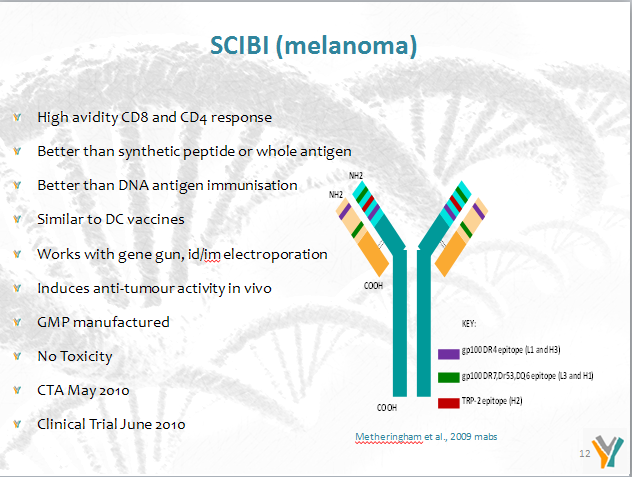 SCIBI (melanoma)
High avidity CD8 and CD4 response
Better than synthetic peptide or whole antigen
Better than DNA antigen immunisation
Similar to DC vaccines
Works with gene gun, id/im electroporation
Induces anti-tumour activity in vivo
GMP manufactured
No Toxicity
CTA May 2010
Clinical Trial June 2010
NH2
NH2
COOH
COOH
KEY:
gp100 DR4 epitope (L1 and H3)
gp100 DR7,Dr53,DQ6 epitope (L3 and H1)
TRP-2 epitope (H2)
Metheringham et al., 2009 mabs
12